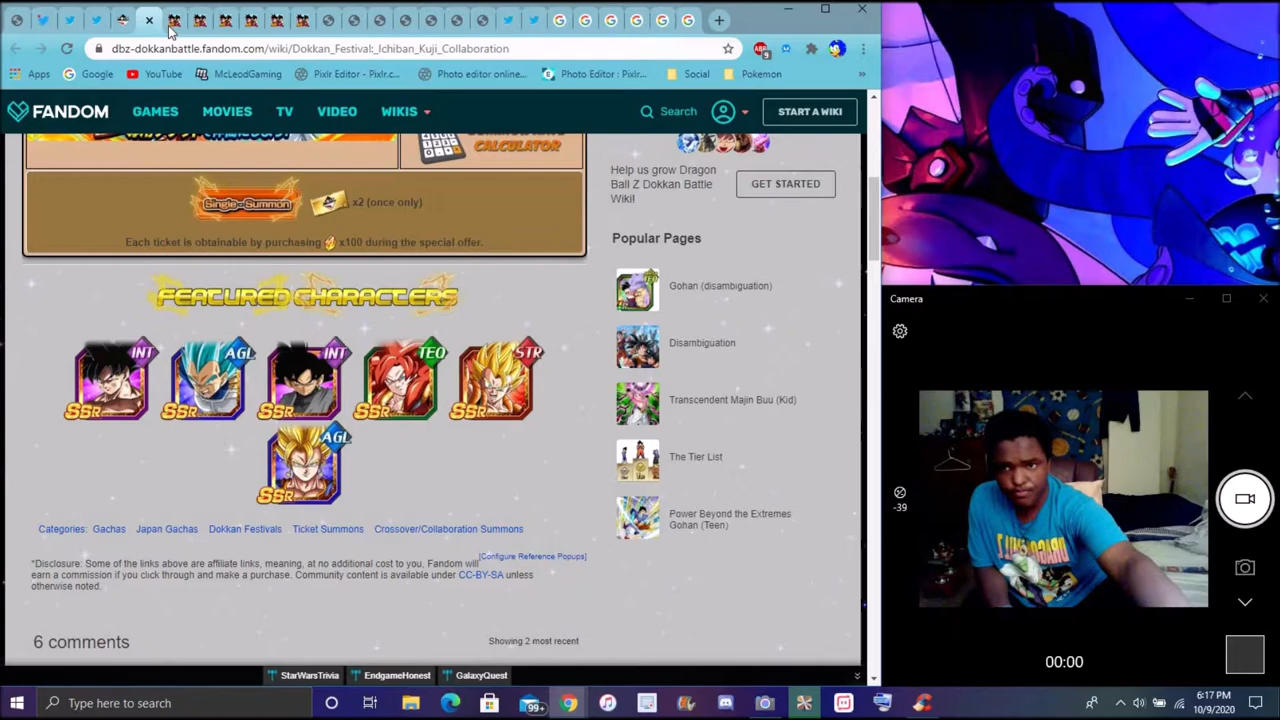 dbz-dokkanbattle.fandom.com/wiki/Dokkan_Festival:_Ichiban_Kuji_Collaboration
ABP
9
Apps
Google
YouTube
McLeodGaming
Pixlr Editor - Pixlr.c...
Photo editor online...
Photo Editor : Pixlr...
Social
Pokemon
»
FANDOM
GAMES
MOVIES
TV
VIDEO
WIKIS
Search
START A WIKI
CALCULATOR
Single Summon
x2 (once only)
Each ticket is obtainable by purchasing x100 during the special offer.
Help us grow Dragon
Ball Z Dokkan Battle
Wiki!
GET STARTED
Popular Pages
FEATURED CHARACTERS
INT
AGL
INT
TEQ
STR
SSR
SSR
SSR
SSR
SSR
AGL
SSR
TEQ
Gohan (disambiguation)
Disambiguation
Transcendent Majin Buu (Kid)
The Tier List
Power Beyond the Extremes
Gohan (Teen)
Categories: Gachas Japan Gachas Dokkan Festivals Ticket Summons Crossover/Collaboration Summons
[Configure Reference Popups]
*Disclosure: Some of the links above are affiliate links, meaning, at no additional cost to you, Fandom will
earn a commission if you click through and make a purchase. Community content is available under CC-BY-SA unless
otherwise noted.
6 comments
Showing 2 most recent
StarWarsTrivia
EndgameHonest
GalaxyQuest
Camera
-39
00:00
Type here to search
99+
6:17 PM
10/9/2020